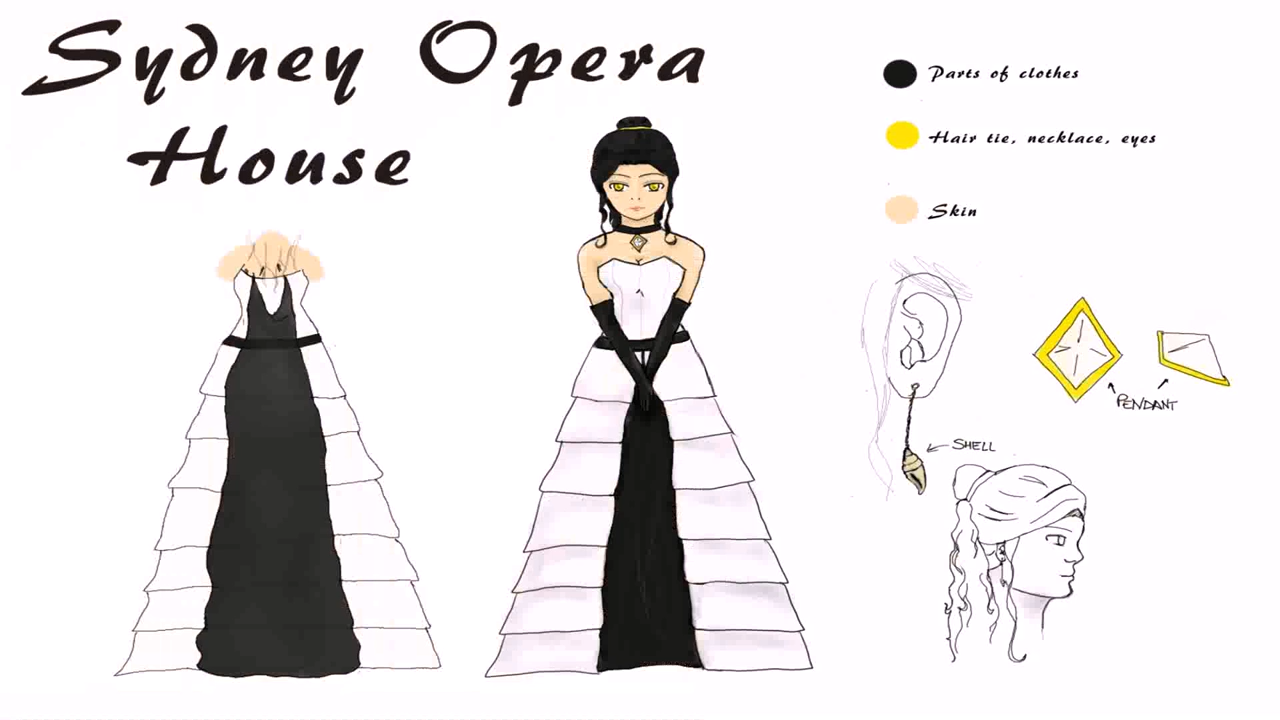 Sydney Opera
House
Parts of clothes
Hair tie, necklace, eyes
Skin
PENDANT
SHELL